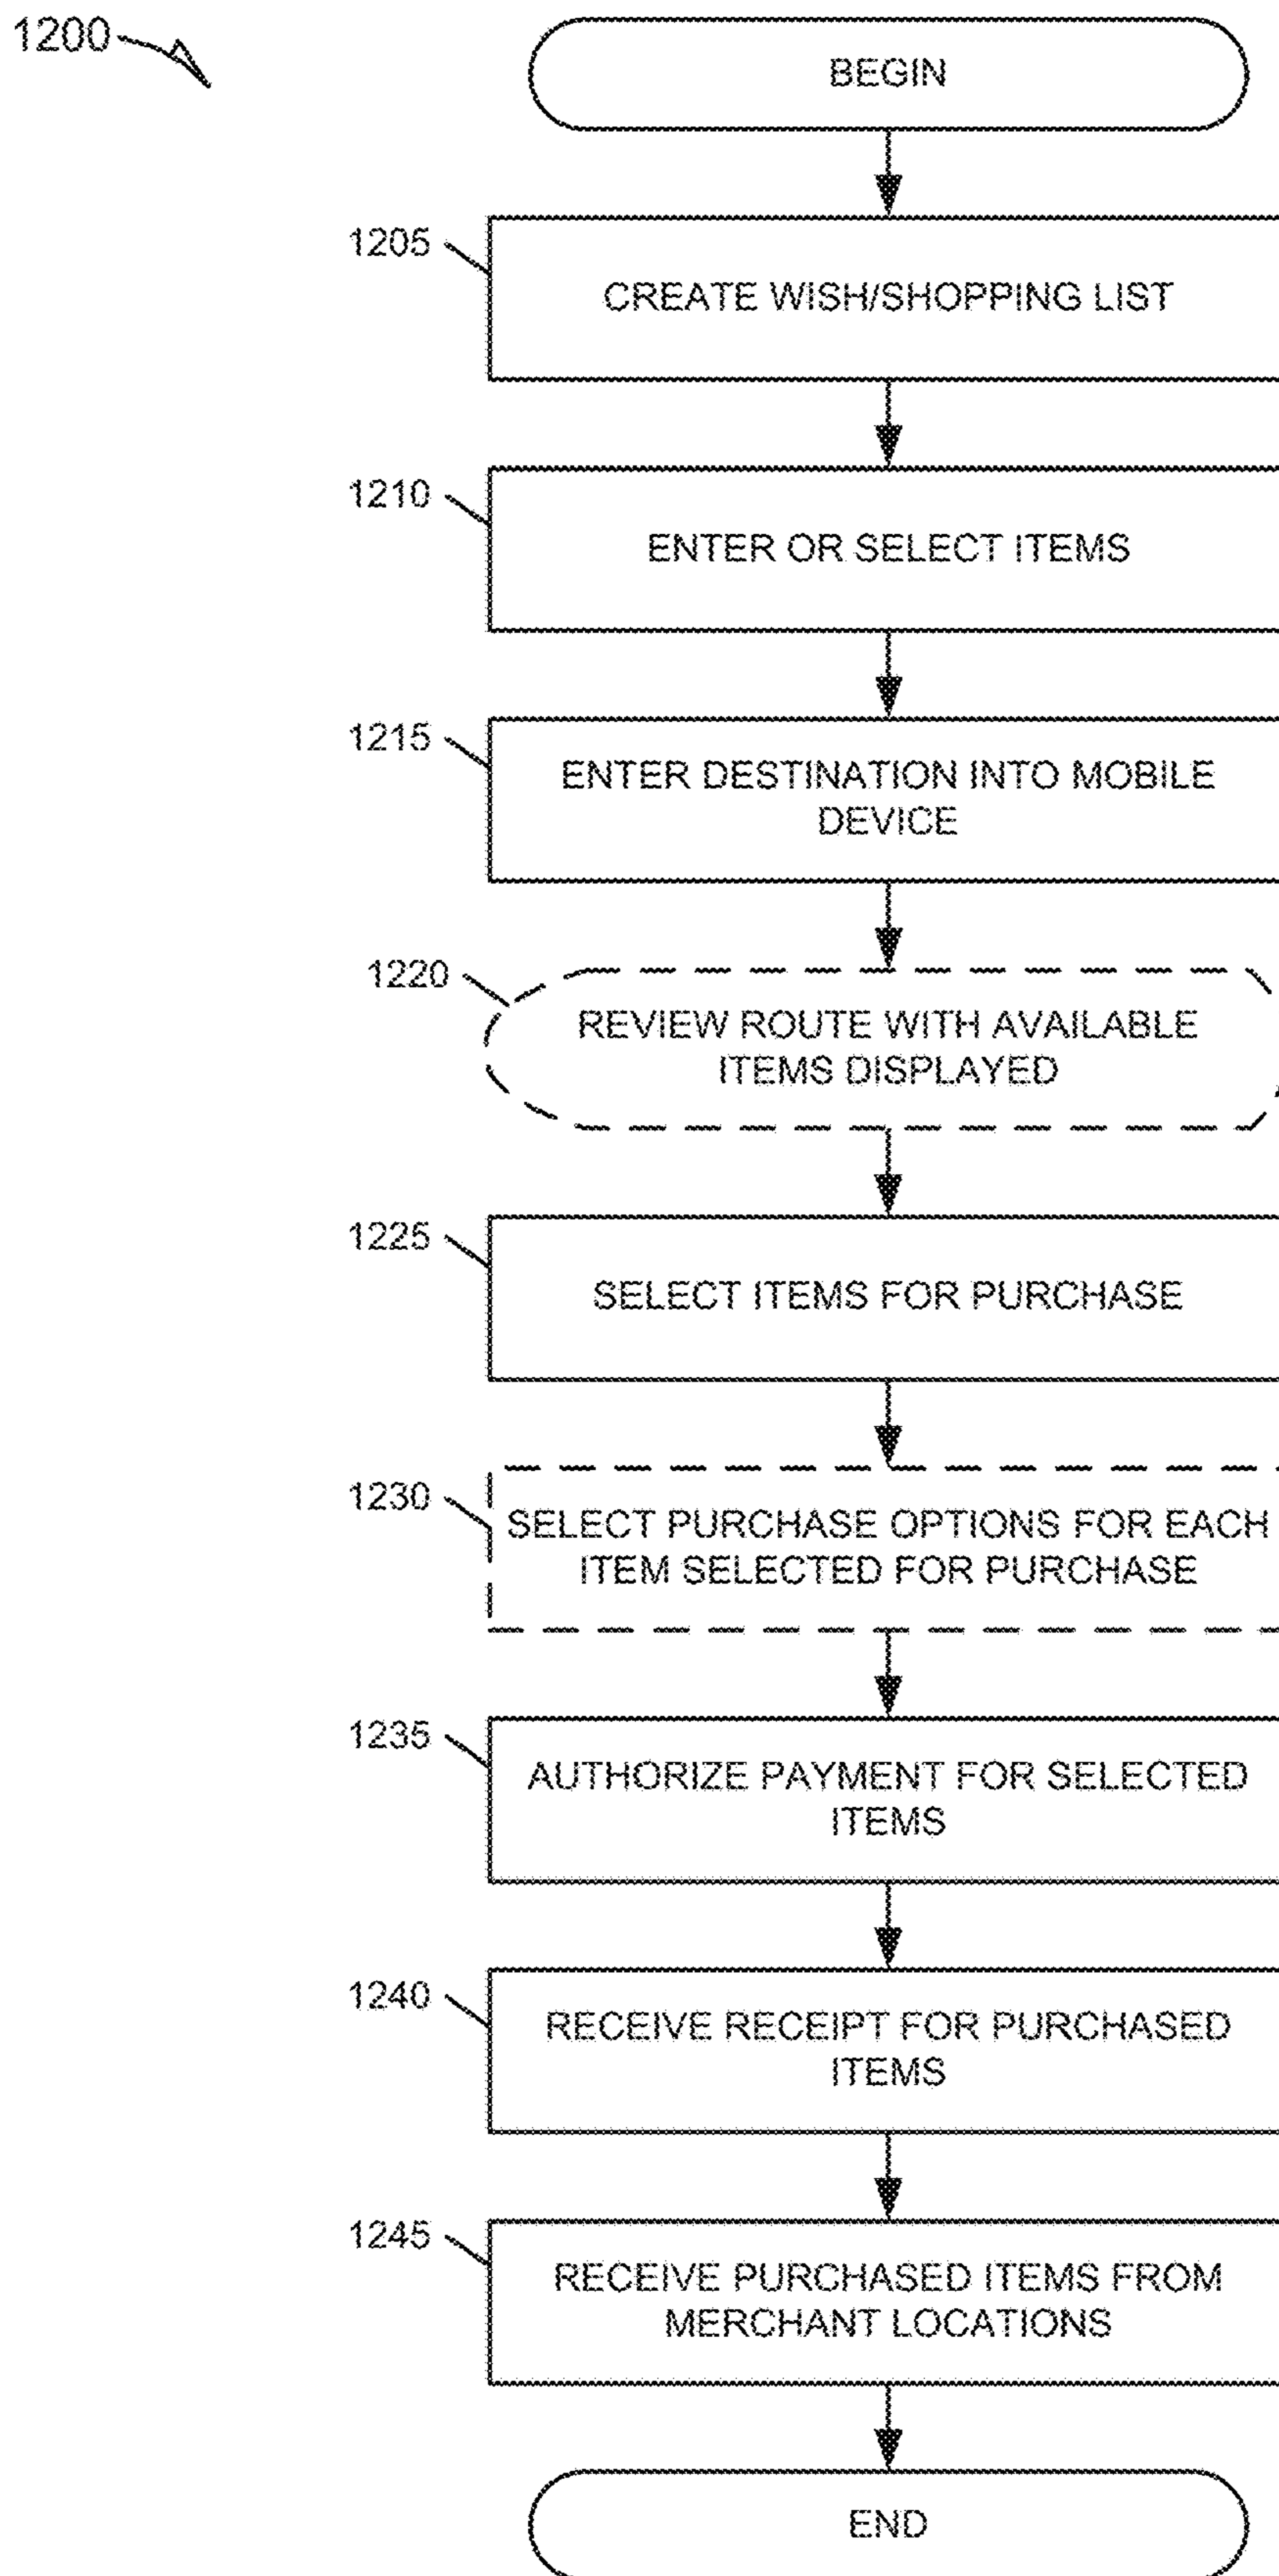 1200
BEGIN
1205
CREATE WISH/SHOPPING LIST
1210
ENTER OR SELECT ITEMS
1215
ENTER DESTINATION INTO MOBILE
DEVICE
1220
REVIEW ROUTE WITH AVAILABLE
ITEMS DISPLAYED
1225
SELECT ITEMS FOR PURCHASE
1230
SELECT PURCHASE OPTIONS FOR EACH
ITEM SELECTED FOR PURCHASE
1235
AUTHORIZE PAYMENT FOR SELECTED
ITEMS
1240
RECEIVE RECEIPT FOR PURCHASED
ITEMS
1245
RECEIVE PURCHASED ITEMS FROM
MERCHANT LOCATIONS
END